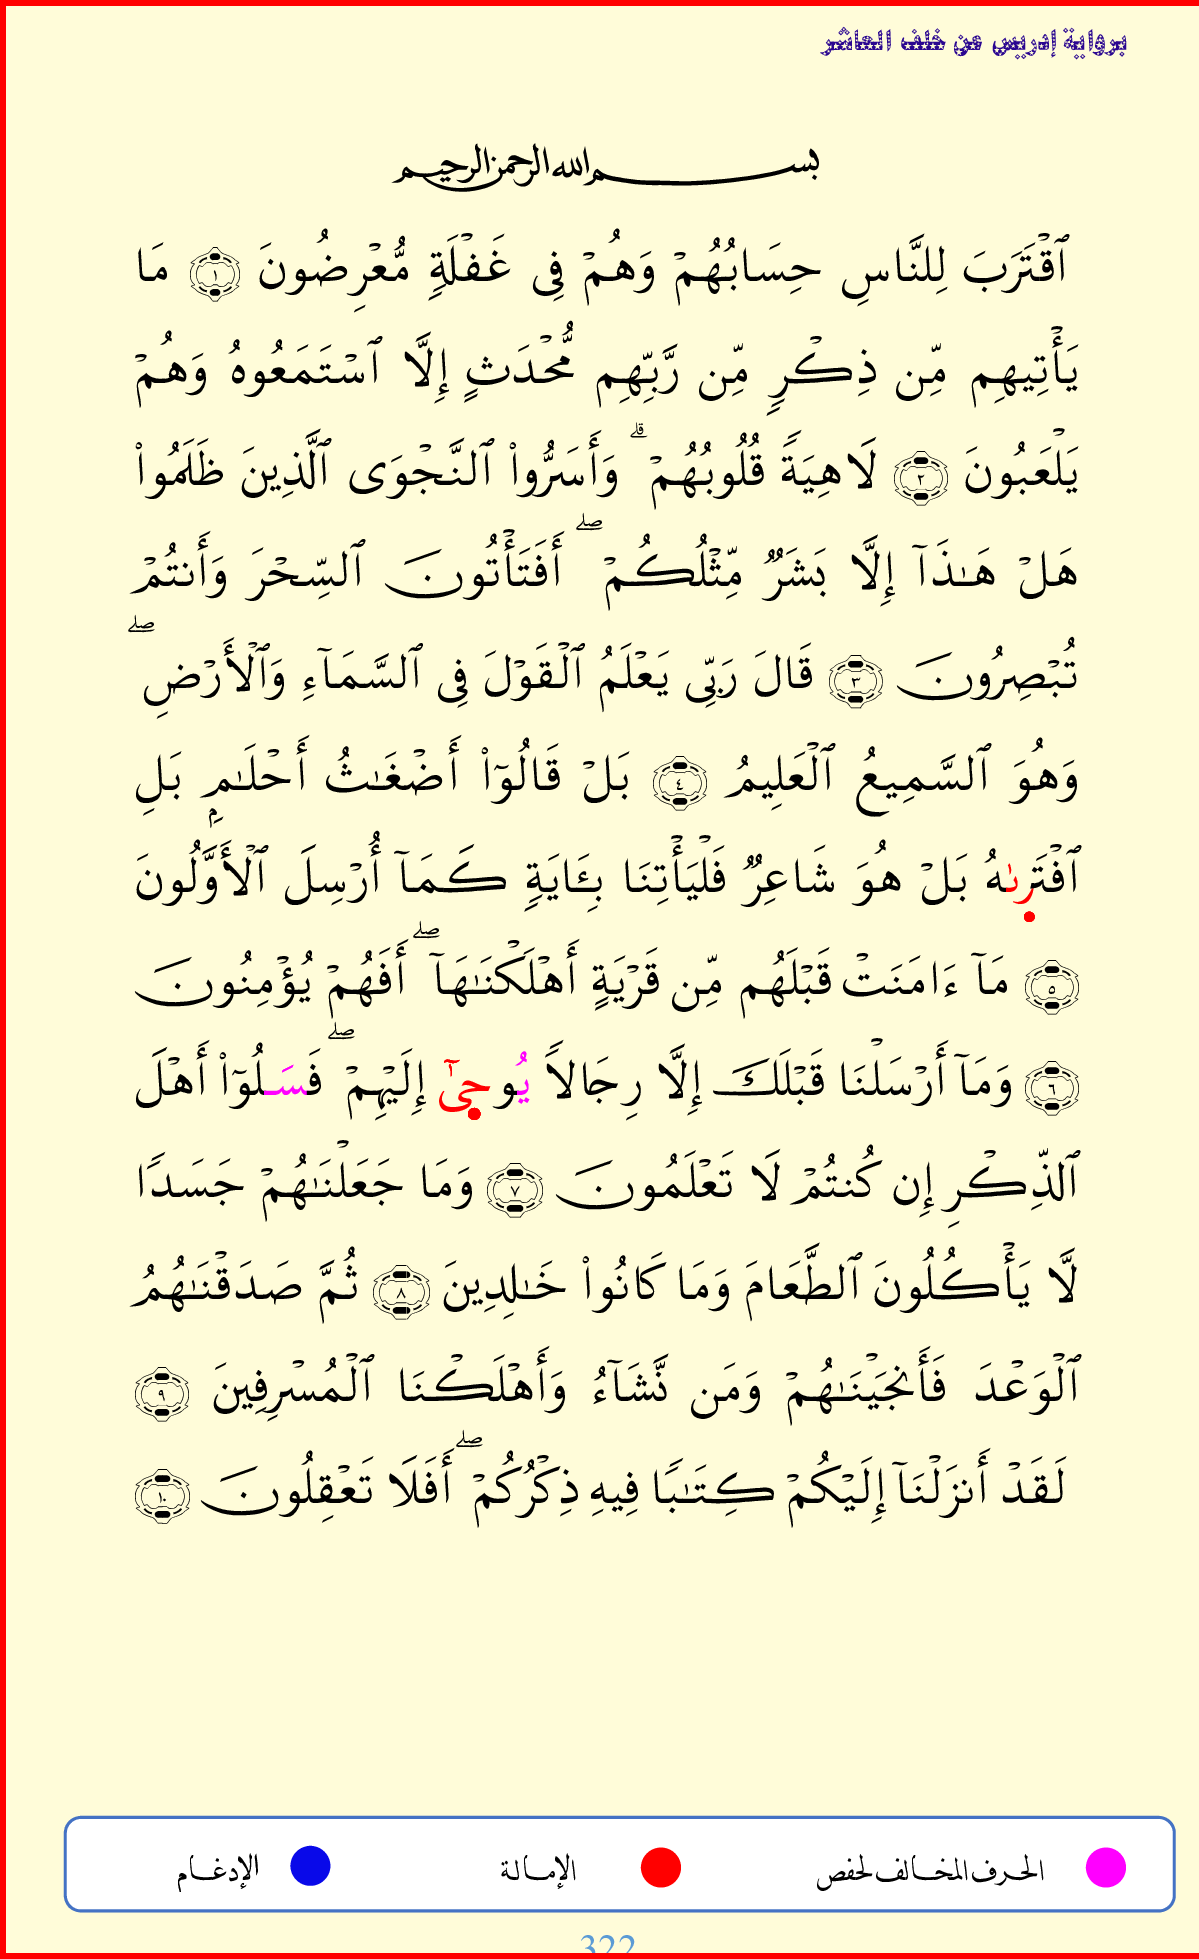 برواية إدريس عن خلف العاشر
بسم الله الرحمن الرحيم
ٱقۡتَرَبَ لِلنَّاسِ حِسَابُهُمۡ وَهُمۡ فِى غَفۡلَةٍ مُّعۡرِضُونَ ١ مَا
يَأۡتِيهِم مِّن ذِكۡرٍ مِّن رَّبِّهِم مُّحۡدَثٍ إِلَّا ٱسۡتَمَعُوهُ وَهُمۡ
يَلۡعَبُونَ ٢ لَاهِيَةً قُلُوبُهُمۡۗ وَأَسَرُّواْ ٱلنَّجۡوَى ٱلَّذِينَ ظَلَمُواْ
هَلۡ هَـٰذَآ إِلَّا بَشَرٌ مِّثۡلُكُمۡۖ أَفَتَأۡتُونَ ٱلسِّحۡرَ وَأَنتُمۡ
تُبۡصِرُونَ ٣ قَالَ رَبِّى يَعۡلَمُ ٱلۡقَوۡلَ فِى ٱلسَّمَآءِ وَٱلۡأَرۡضِۖ
وَهُوَ ٱلسَّمِيعُ ٱلۡعَلِيمُ ٤ بَلۡ قَالُوٓاْ أَضۡغَـٰثُ أَحۡلَـٰمِۭ بَلِ
ٱفۡتَرىٰهُ بَلۡ هُوَ شَاعِرٌ فَلۡيَأۡتِنَا بِـَٔايَةٍ كَمَآ أُرۡسِلَ ٱلۡأَوَّلُونَ
٥ مَآ ءَامَنَتۡ قَبۡلَهُم مِّن قَرۡيَةٍ أَهۡلَكۡنَـٰهَآۖ أَفَهُمۡ يُؤۡمِنُونَ
٦ وَمَآ أَرۡسَلۡنَا قَبۡلَكَ إِلَّا رِجَالاً يُوحىٰٓ إِلَيۡهِمۡۖ فَسَلُوٓاْ أَهۡلَ
ٱلذِّكۡرِ إِن كُنتُمۡ لَا تَعۡلَمُونَ ٧ وَمَا جَعَلۡنَـٰهُمۡ جَسَدًا
لَّا يَأۡكُلُونَ ٱلطَّعَامَ وَمَا كَانُواْ خَـٰلِدِينَ ٨ ثُمَّ صَدَقۡنَـٰهُمُ
ٱلۡوَعۡدَ فَأَنجَيۡنَـٰهُمۡ وَمَن نَّشَآءُ وَأَهۡلَكۡنَا ٱلۡمُسۡرِفِينَ ٩
لَقَدۡ أَنزَلۡنَآ إِلَيۡكُمۡ كِتَـٰبًا فِيهِ ذِكۡرُكُمۡۖ أَفَلَا تَعۡقِلُونَ ١٠
الحرف المخالف لحفص الإمالة الإدغام
322